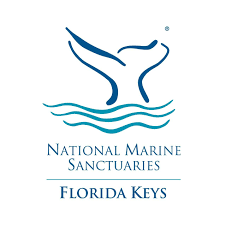 ®
NATIONAL MARINE
SANCTUARIES
FLORIDA KEYS